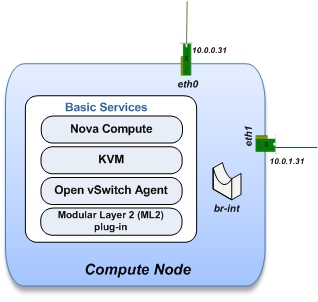 10.0.0.31
eth0
Basic Services
Nova Compute
KVM
Open vSwitch Agent
Modular Layer 2 (ML2)
plug-in
eth1
10.0.1.31
br-int
Compute Node